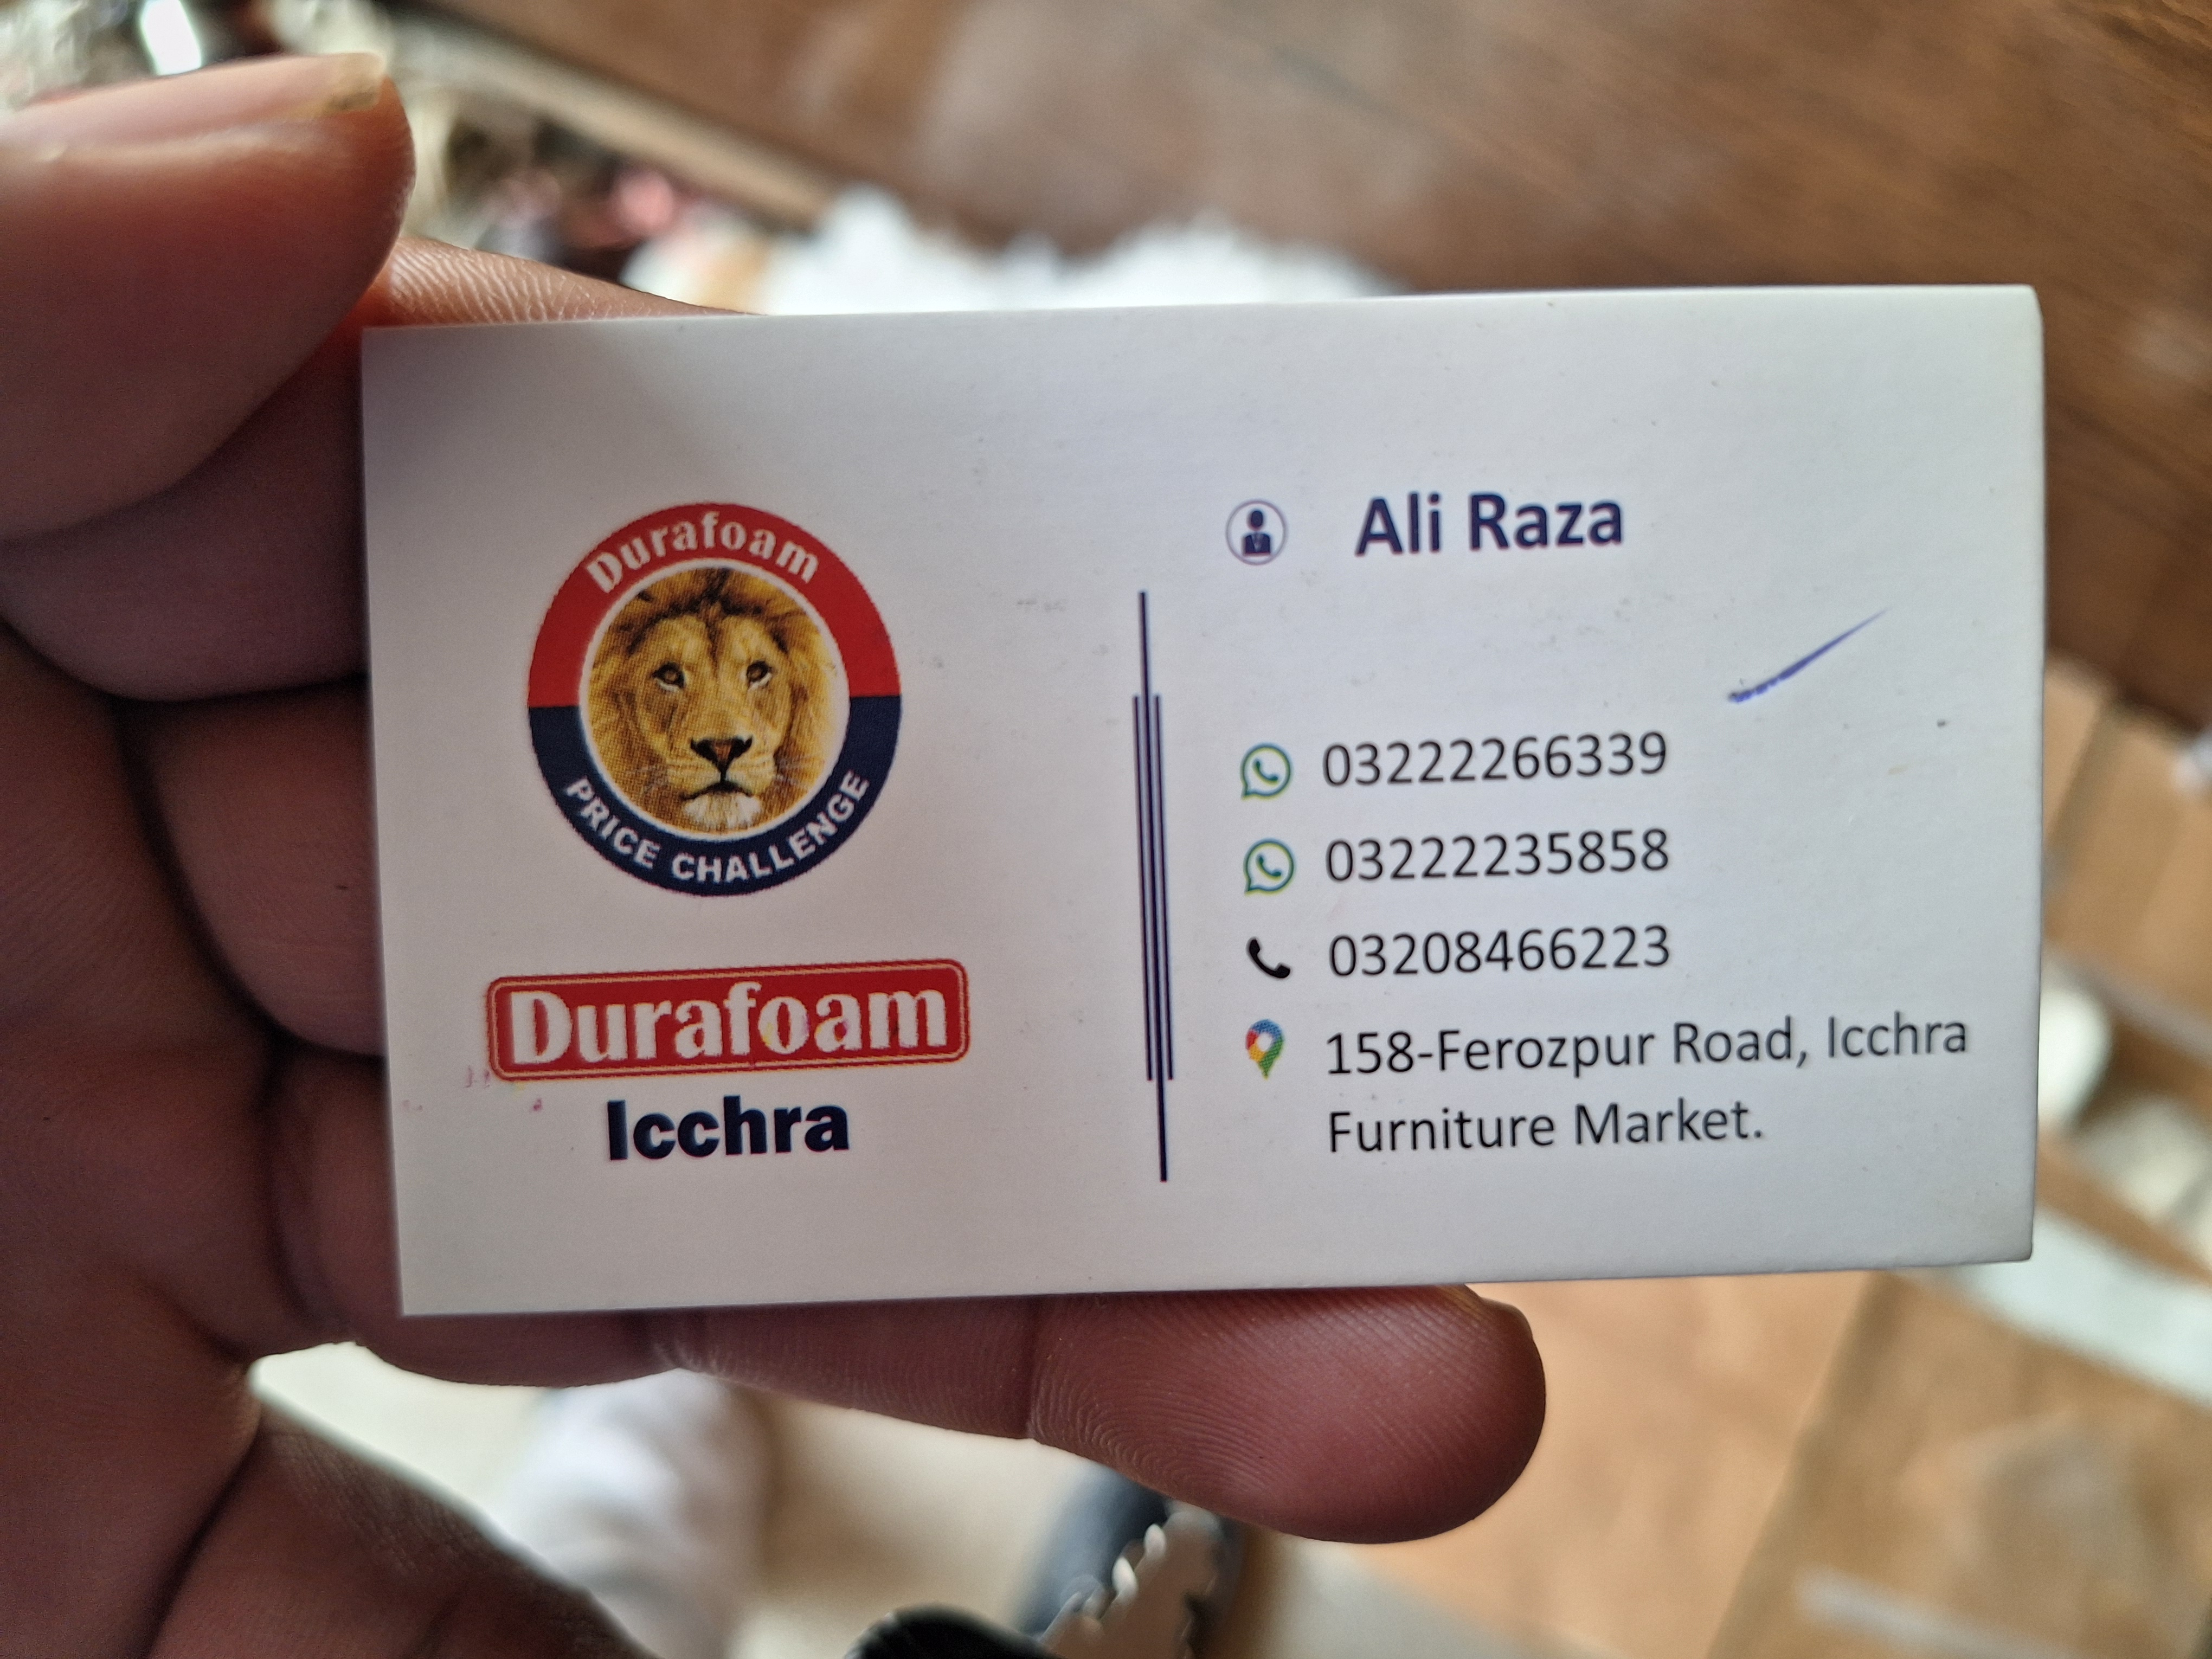 Durafoam
PRICE CHALLENGE
Durafoam
Icchra
Ali Raza
03222266339
03222235858
03208466223
158-Ferozpur Road, Icchra
Furniture Market.